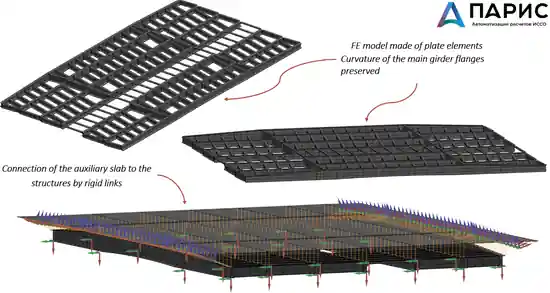 ПАРИС
Автоматизация расчетов ИССО
FE model made of plate elements
Curvature of the main girder flanges
preserved
Connection of the auxiliary slab to the
structures by rigid links